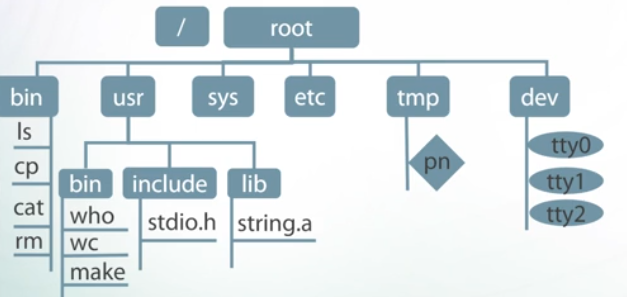 / root
bin usr sys etc tmp dev
ls
cp
cat
rm
bin include lib
who
wc
make
stdio.h
string.a
pn
tty0
tty1
tty2